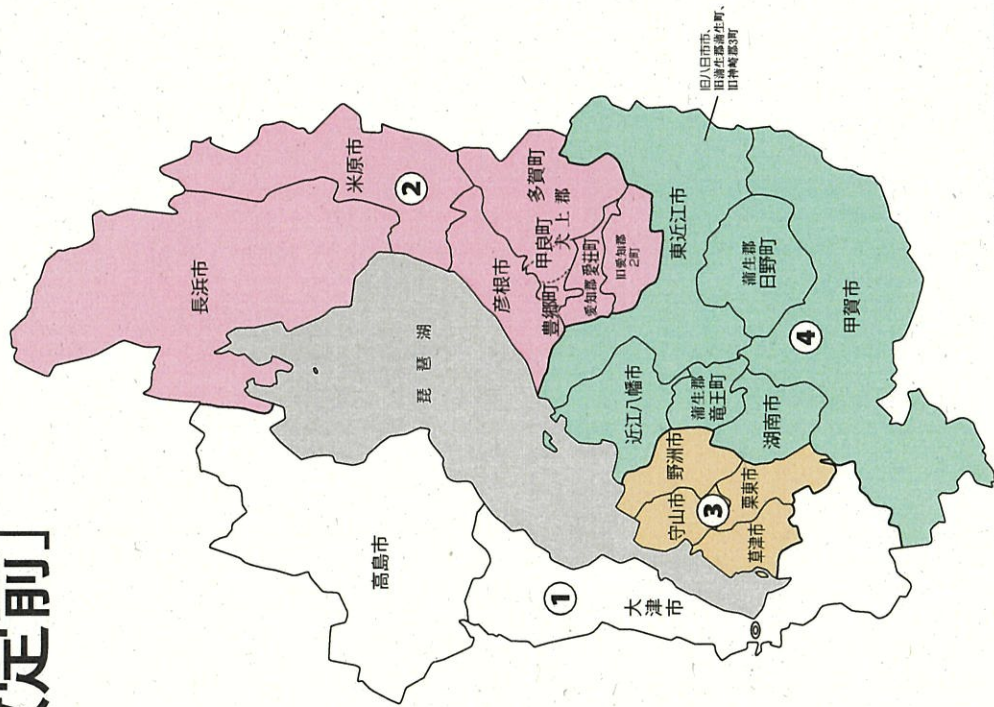 改定前］
旧八日市市、
旧蒲生郡蒲生町、
旧神崎郡3町
長浜市
米原市
②
多賀町
犬上郡
甲良町
豊郷町
彦根市
愛知郡 愛荘町
旧愛知郡
2町
琵琶湖
東近江市
蒲生郡
日野町
甲賀市
④
近江八幡市
蒲生郡
竜王町
湖南市
野洲市
守山市
③
栗東市
草津市
高島市
①
大津市